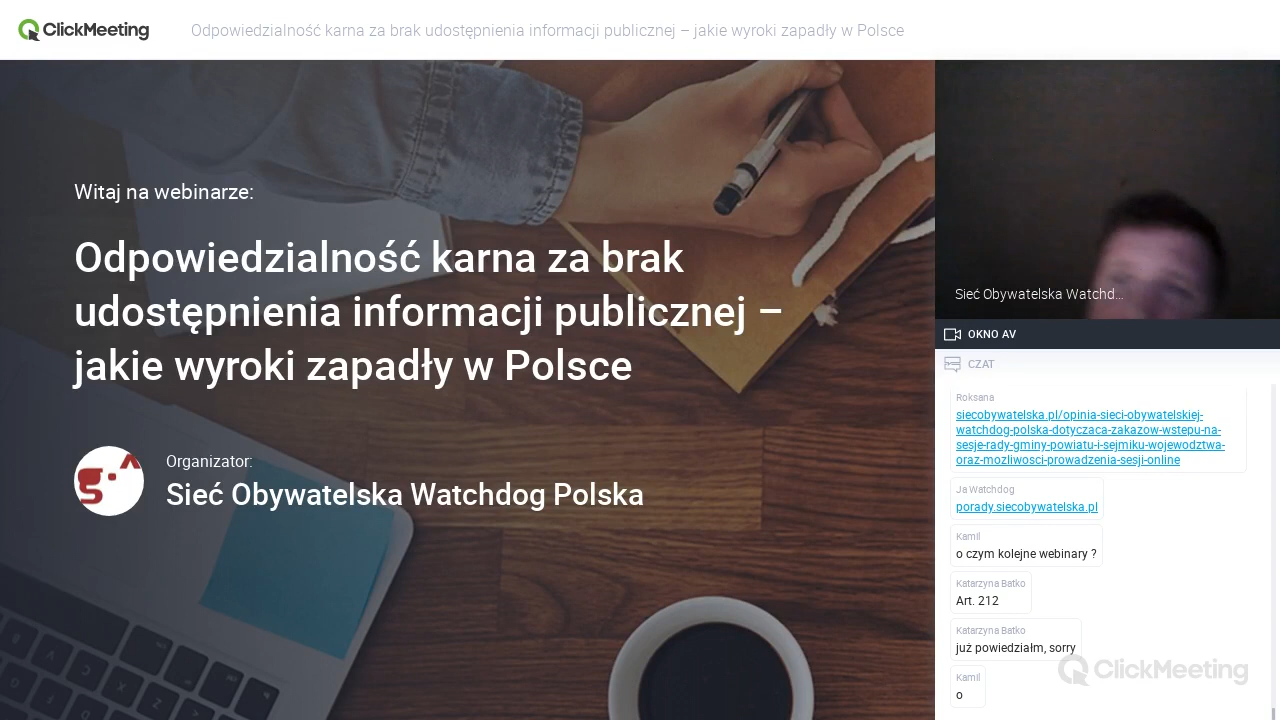 ClickMeeting
Odpowiedzialność karna za brak udostępnienia informacji publicznej – jakie wyroki zapadły w Polsce
Witaj na webinarze:
Odpowiedzialność karna za brak
udostępnienia informacji publicznej –
jakie wyroki zapadły w Polsce
Organizator:
Sieć Obywatelska Watchdog Polska
Sieć Obywatelska Watchd...
OKNO AV
CZAT
Roksana
siecobywatelska.pl/opinia-sieci-obywatelskiej-
watchdog-polska-dotyczaca-zakazow-wstepu-na-
sesje-rady-gminy-powiatu-i-sejmiku-wojewodztwa-
oraz-mozliwosci-prowadzenia-sesji-online
Ja Watchdog
porady.siecobywatelska.pl
Kamil
o czym kolejne webinary ?
Katarzyna Batko
Art. 212
Katarzyna Batko
już powiedziałm, sorry
Kamil
o
ClickMeeting